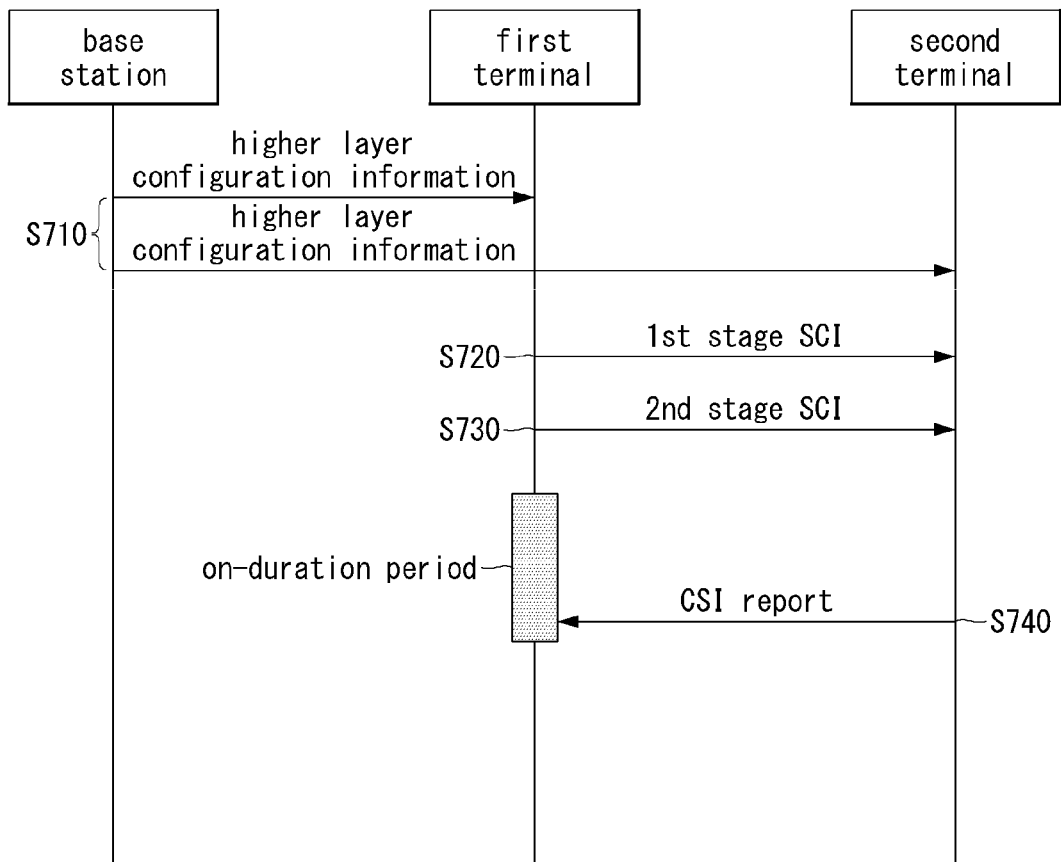 base
station
first
terminal
second
terminal
higher layer
configuration information
S710
higher layer
configuration information
S720
1st stage SCI
S730
2nd stage SCI
on-duration period
CSI report
S740